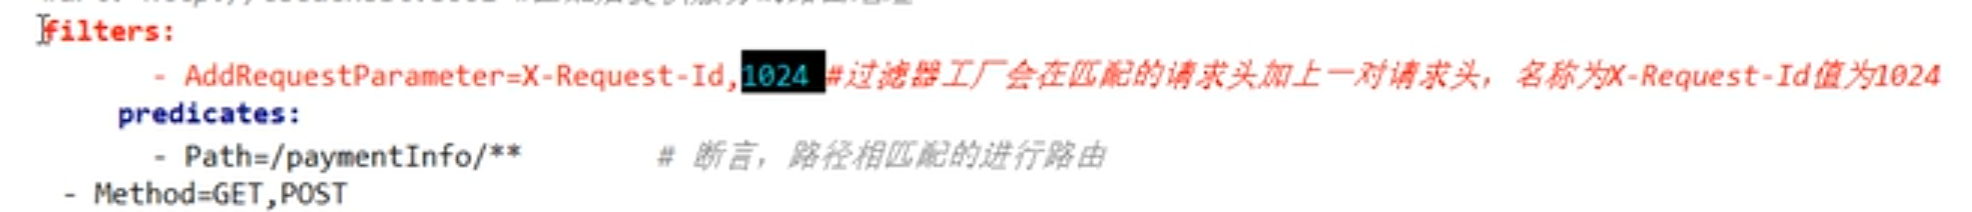 filters:
- AddRequestParameter=X-Request-Id,1024 #过滤器工厂会在匹配的请求头加上一对请求头，名称为X-Request-Id值为1024
predicates:
- Path=/paymentInfo/** # 断言，路径相匹配的进行路由
- Method=GET,POST